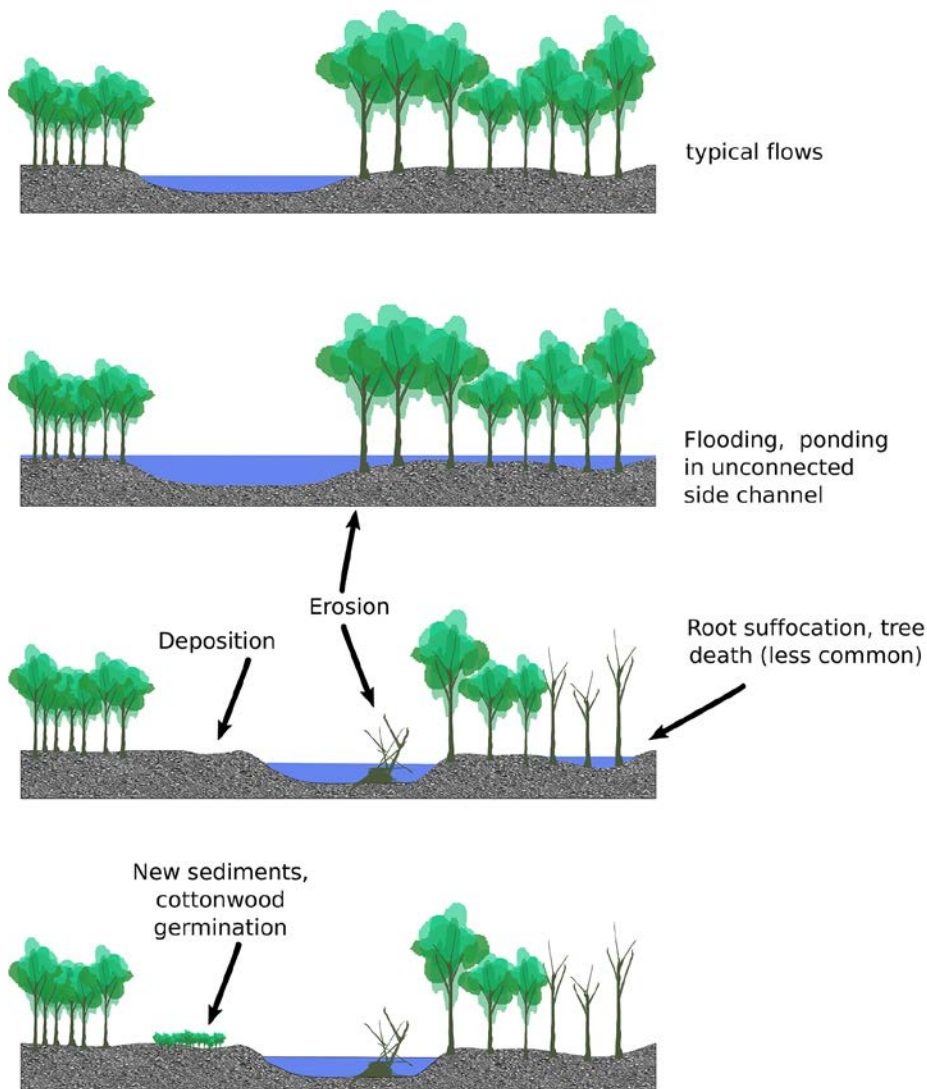 typical flows
Flooding, ponding
in unconnected
side channel
Erosion
Deposition
Root suffocation, tree
death (less common)
New sediments,
cottonwood
germination